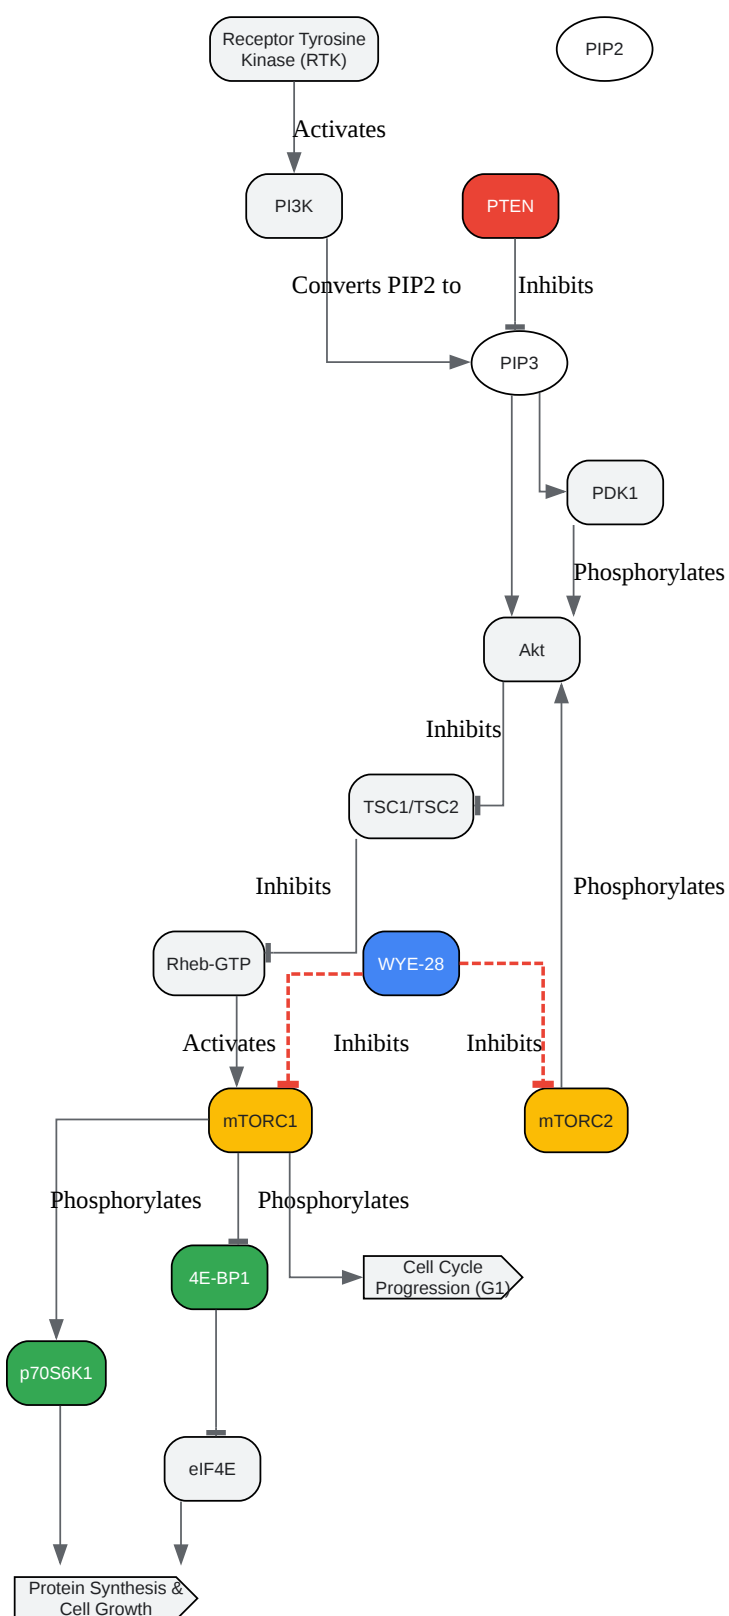 Receptor Tyrosine
Kinase (RTK)
PIP2
Activates
PI3K
PTEN
Converts PIP2 to
Inhibits
PIP3
PDK1
Phosphorylates
Akt
Inhibits
TSC1/TSC2
Inhibits
Phosphorylates
Rheb-GTP
WYE-28
Activates
Inhibits
Inhibits
mTORC1
mTORC2
Phosphorylates
Phosphorylates
4E-BP1
Cell Cycle
Progression (G1)
p70S6K1
eIF4E
Protein Synthesis &
Cell Growth